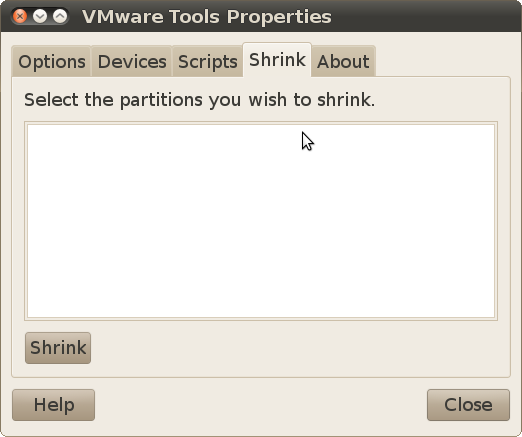 VMware Tools Properties
Options Devices Scripts Shrink About
Select the partitions you wish to shrink.
Shrink
Help Close